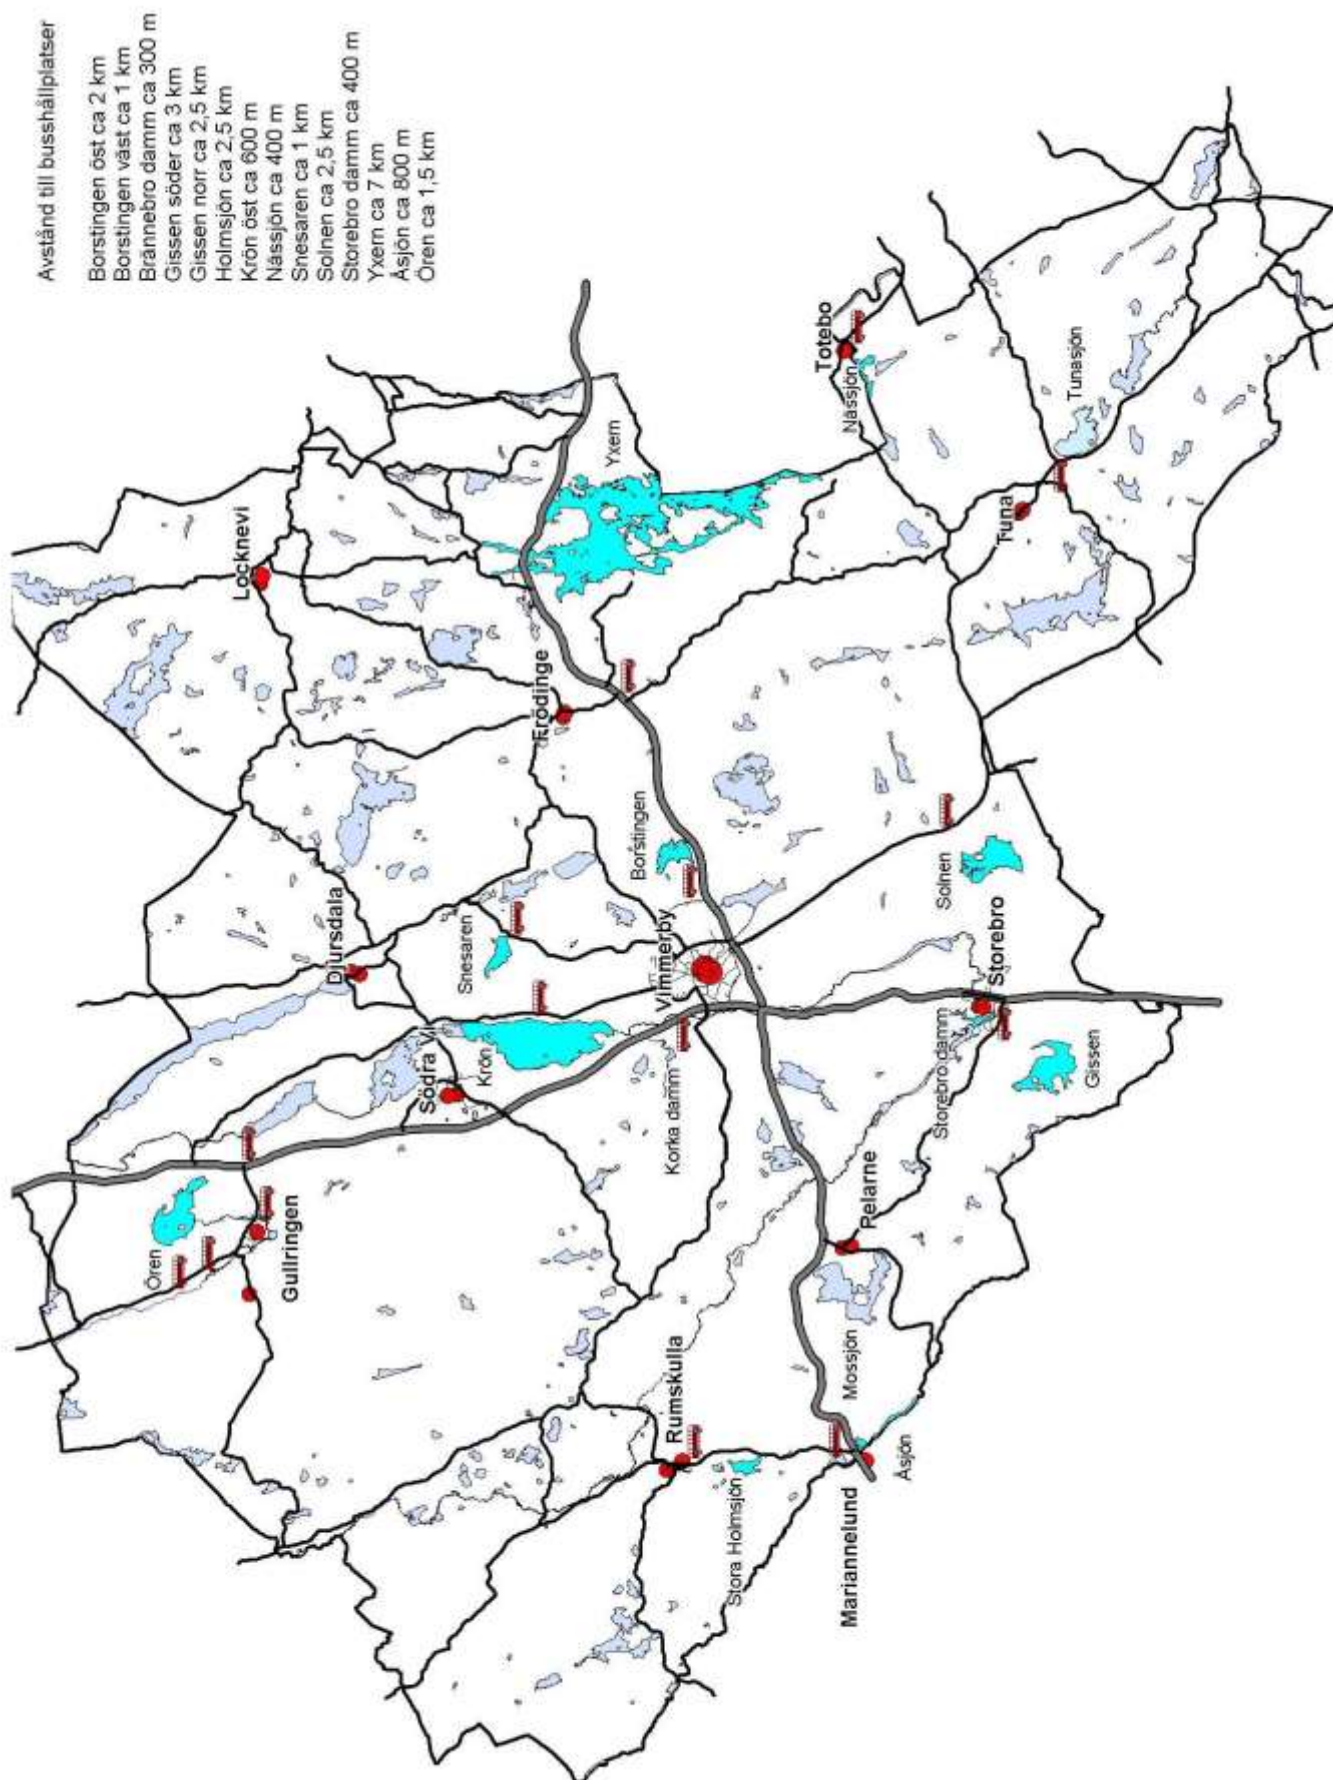 Avstånd till busshållplatser
Borstingen öst ca 2 km
Borstingen väst ca 1 km
Brännebro damm ca 300 m
Gissen söder ca 3 km
Gissen norr ca 2,5 km
Holmsjön ca 2,5 km
Krön öst ca 600 m
Nässjön ca 400 m
Snesaren ca 1 km
Solnen ca 2,5 km
Storebro damm ca 400 m
Yxern ca 7 km
Åsjön ca 800 m
Ören ca 1,5 km
Locknevi
Yxern
Totebo
Nässjön
Tunasjön
Tuna
Frödinge
Djursdala
Borstingen
Snesaren
Solnen
Vimmerby
Storebro
Södra Vi
Krön
Korka damm
Storebro damm
Gissen
Ören
Gullringen
Pelarne
Rumskulla
Mossjön
Stora Holmsjön
Mariannelund
Åsjön